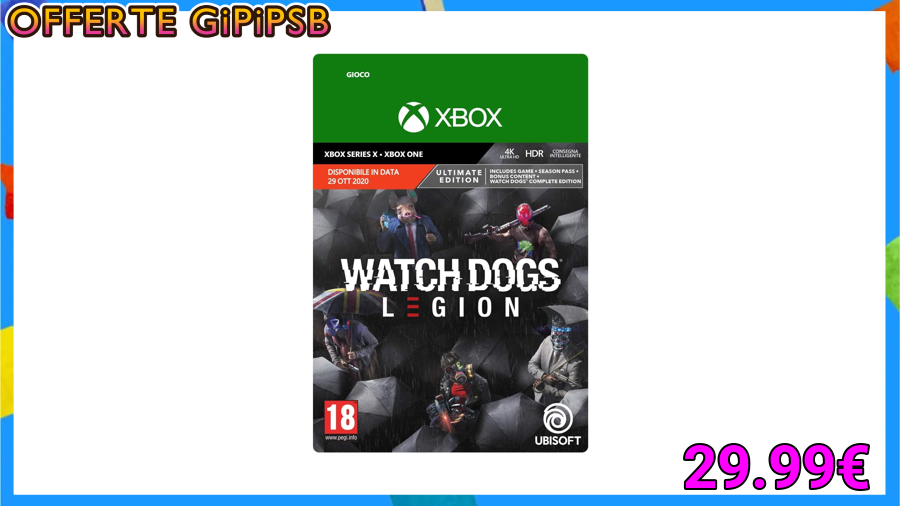 OFFERTE GiPiPSB
GIOCO
XBOX
XBOX SERIES X • XBOX ONE
4K
ULTRA HD
HDR
CONSEGNA
INTELLIGENTE
DISPONIBILE IN DATA
29 OTT 2020
ULTIMATE
EDITION
INCLUDES GAME • SEASON PASS •
BONUS CONTENT •
WATCH DOGS® COMPLETE EDITION
WATCH DOGS®
LEGION
18
www.pegi.info
UBISOFT
29.99€